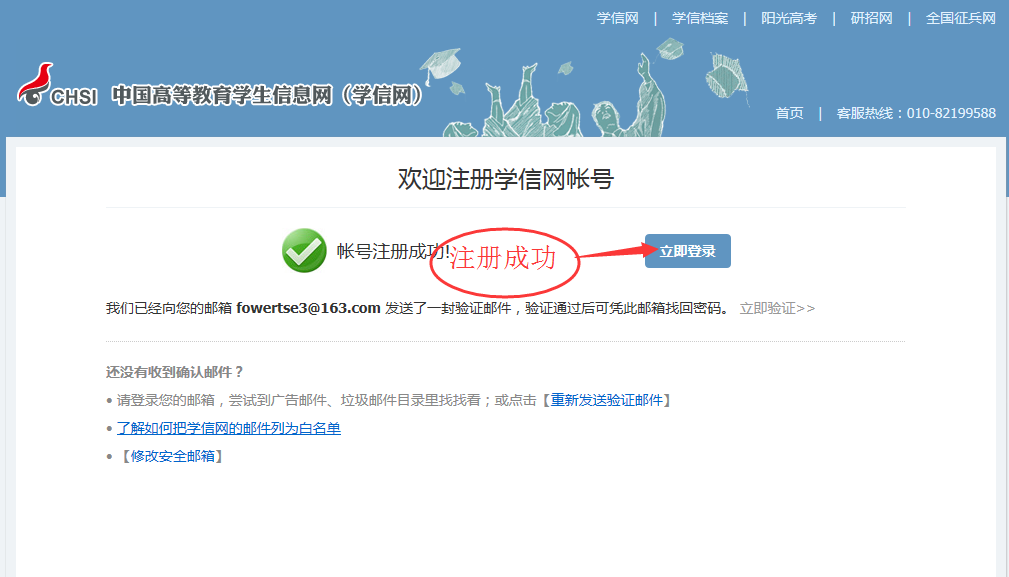 学信网 | 学信档案 | 阳光高考 | 研招网 | 全国征兵网
CHSI 中国高等教育学生信息网（学信网）
首页 | 客服热线：010-82199588
欢迎注册学信网帐号
帐号注册成功!
注册成功
立即登录
我们已经向您的邮箱 fowertse3@163.com 发送了一封验证邮件，验证通过后可凭此邮箱找回密码。 立即验证>>
还没有收到确认邮件？
• 请登录您的邮箱，尝试到广告邮件、垃圾邮件目录里找找看；或点击【重新发送验证邮件】
• 了解如何把学信网的邮件列为白名单
• 【修改安全邮箱】